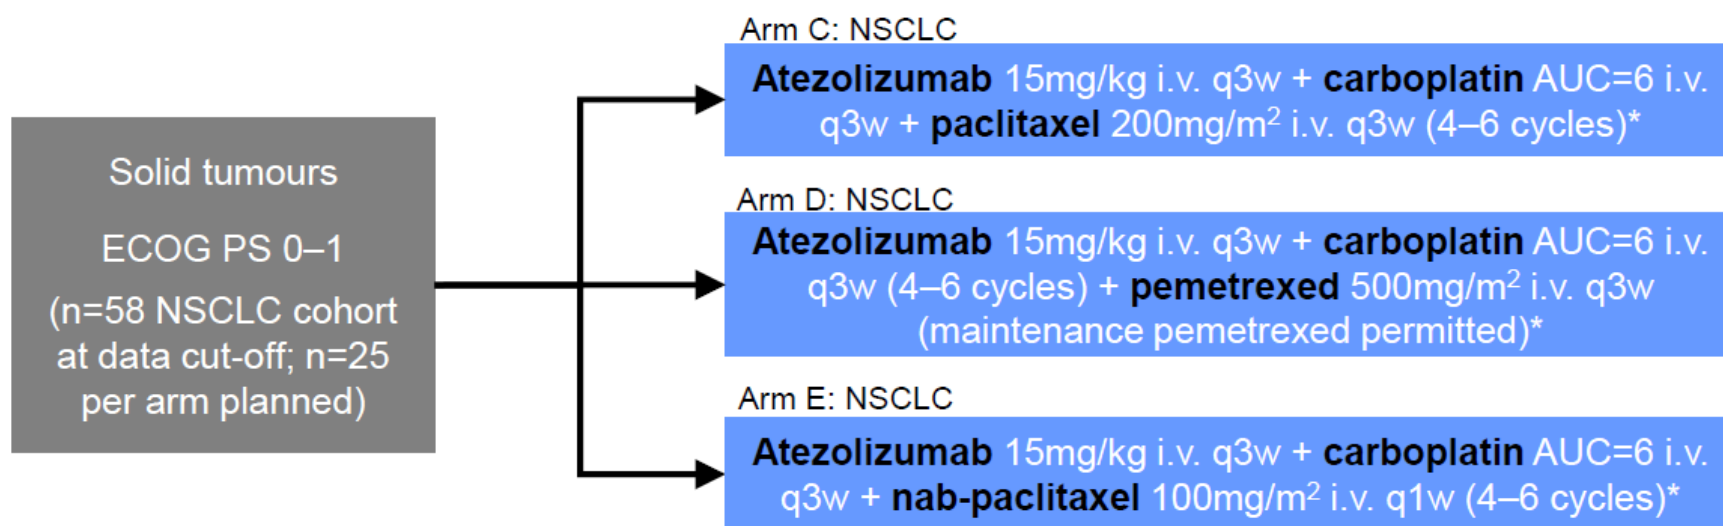 Solid tumours
ECOG PS 0–1
(n=58 NSCLC cohort
at data cut-off; n=25
per arm planned)
Arm C: NSCLC
Atezolizumab 15mg/kg i.v. q3w + carboplatin AUC=6 i.v.
q3w + paclitaxel 200mg/m² i.v. q3w (4–6 cycles)*
Arm D: NSCLC
Atezolizumab 15mg/kg i.v. q3w + carboplatin AUC=6 i.v.
q3w (4–6 cycles) + pemetrexed 500mg/m² i.v. q3w
(maintenance pemetrexed permitted)*
Arm E: NSCLC
Atezolizumab 15mg/kg i.v. q3w + carboplatin AUC=6 i.v.
q3w + nab-paclitaxel 100mg/m² i.v. q1w (4–6 cycles)*